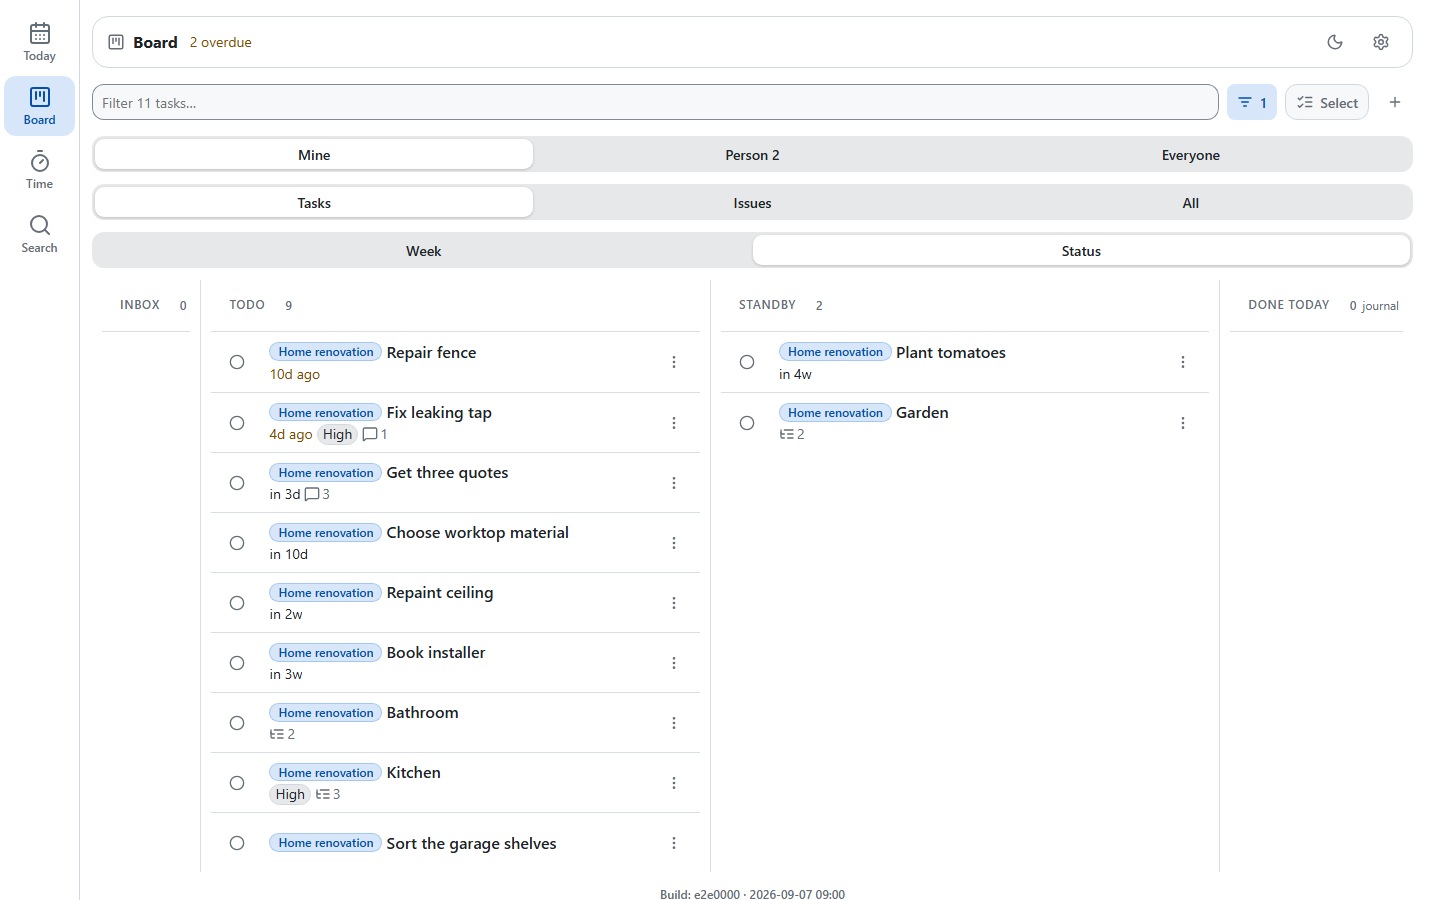 Today
Board
Time
Search
Board 2 overdue
Filter 11 tasks...
1
Select
Mine Person 2 Everyone
Tasks Issues All
Week Status
INBOX 0
TODO 9
Home renovation Repair fence
10d ago
Home renovation Fix leaking tap
4d ago High 1
Home renovation Get three quotes
in 3d 3
Home renovation Choose worktop material
in 10d
Home renovation Repaint ceiling
in 2w
Home renovation Book installer
in 3w
Home renovation Bathroom
2
Home renovation Kitchen
High 3
Home renovation Sort the garage shelves
STANDBY 2
Home renovation Plant tomatoes
in 4w
Home renovation Garden
2
DONE TODAY 0 journal
Build: e2e0000 · 2026-09-07 09:00